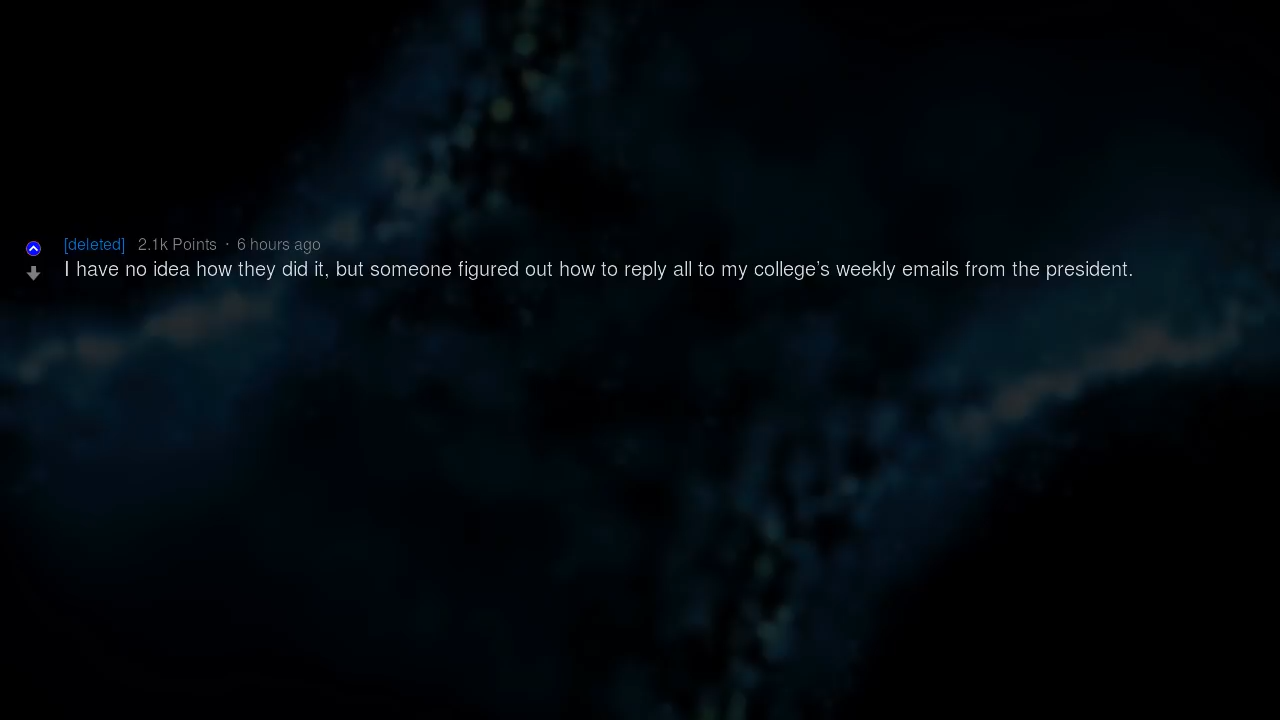 [deleted] 2.1k Points · 6 hours ago
I have no idea how they did it, but someone figured out how to reply all to my college's weekly emails from the president.